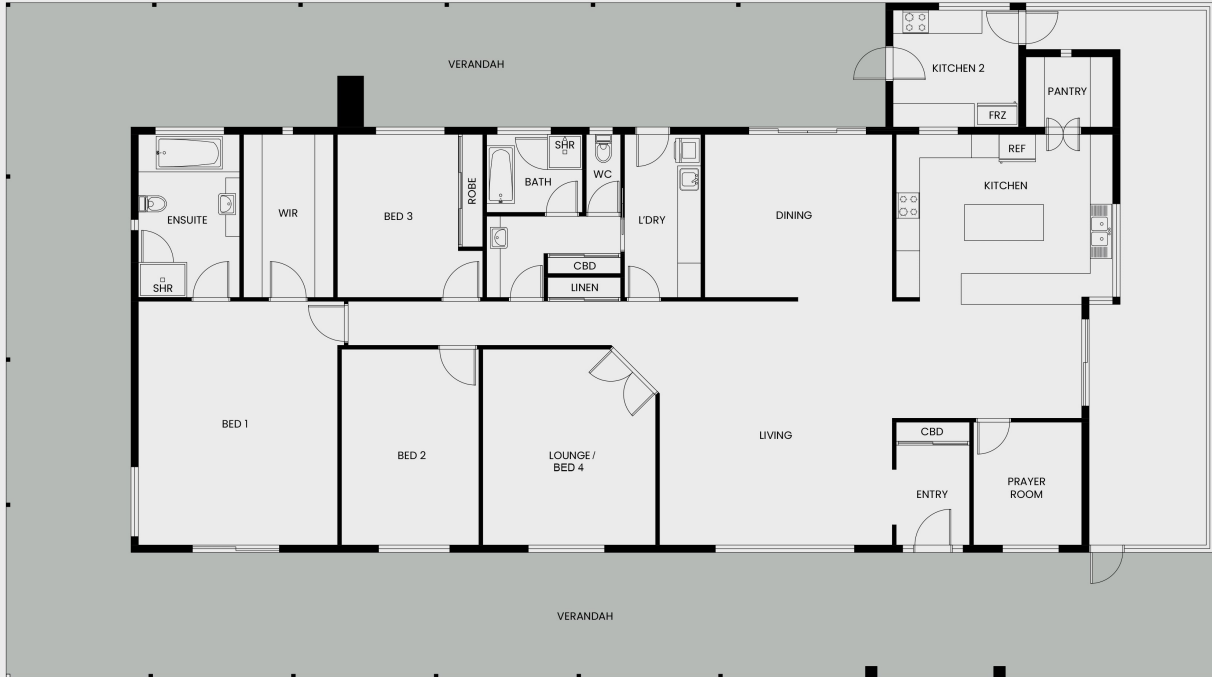 VERANDAH
KITCHEN 2
PANTRY
FRZ
SHR
REF
WC
BATH
ROBE
KITCHEN
ENSUITE
WIR
BED 3
L'DRY
DINING
CBD
SHR
LINEN
BED 1
BED 2
LOUNGE /
BED 4
LIVING
CBD
PRAYER
ROOM
ENTRY
VERANDAH